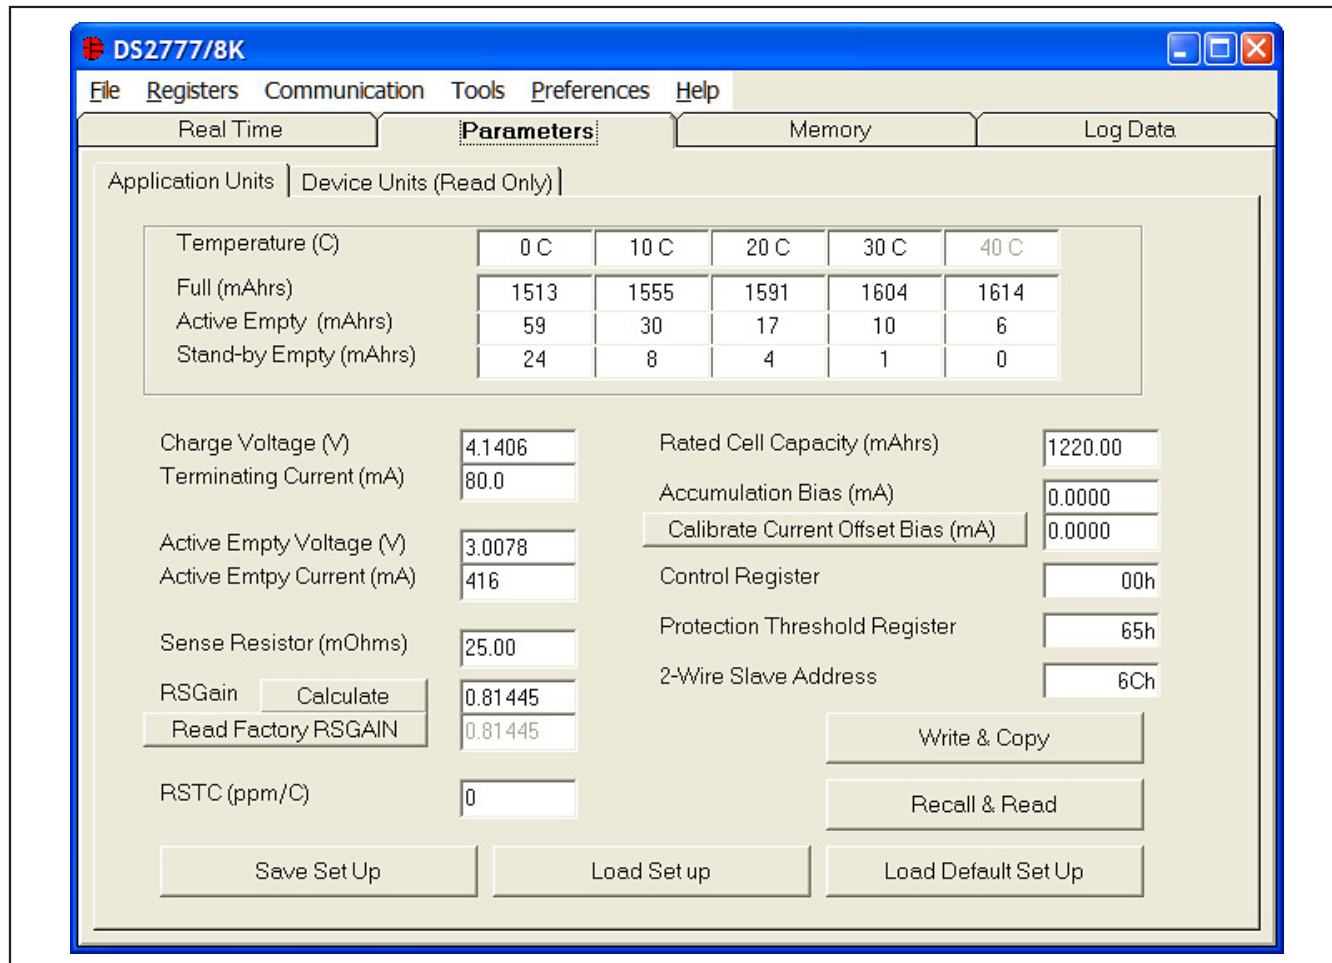 DS2777/8K
File Registers Communication Tools Preferences Help
Real Time Parameters Memory Log Data
Application Units Device Units (Read Only)
Temperature (C) 0 C 10 C 20 C 30 C 40 C
Full (mAhrs) 1513 1555 1591 1604 1614
Active Empty (mAhrs) 59 30 17 10 6
Stand-by Empty (mAhrs) 24 8 4 1 0
Charge Voltage (V) 4.1406
Terminating Current (mA) 80.0
Active Empty Voltage (V) 3.0078
Active Emtpy Current (mA) 416
Sense Resistor (mOhms) 25.00
RSGain Calculate 0.81445
Read Factory RSGAIN 0.81445
RSTC (ppm/C) 0
Rated Cell Capacity (mAhrs) 1220.00
Accumulation Bias (mA) 0.0000
Calibrate Current Offset Bias (mA) 0.0000
Control Register 00h
Protection Threshold Register 65h
2-Wire Slave Address 6Ch
Write & Copy
Recall & Read
Save Set Up Load Set up Load Default Set Up